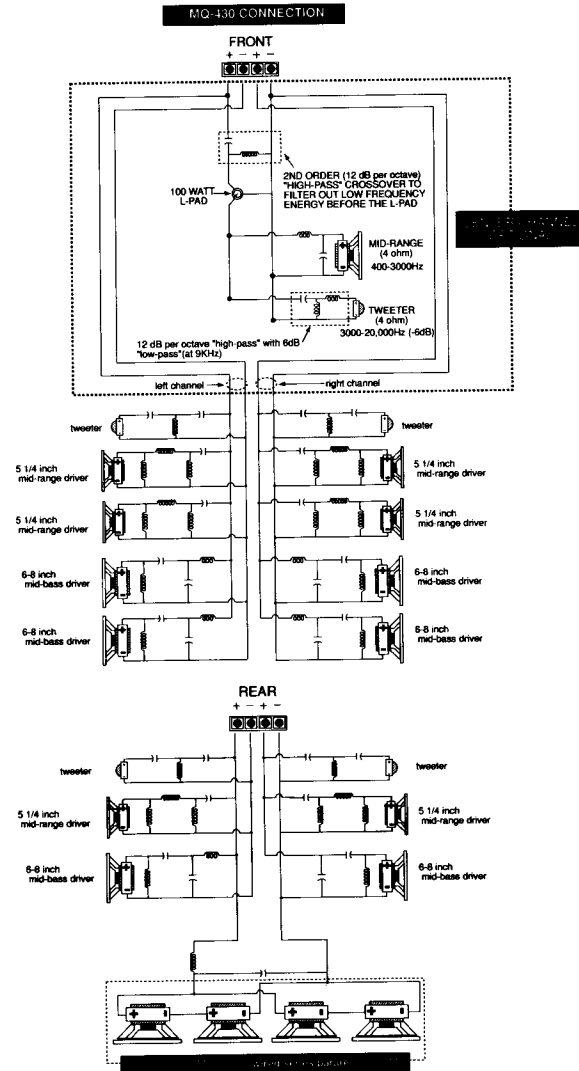 MQ-430 CONNECTION
FRONT
+ − + −
2ND ORDER (12 dB per octave)
"HIGH-PASS" CROSSOVER TO
FILTER OUT LOW FREQUENCY
ENERGY BEFORE THE L-PAD
100 WATT
L-PAD
MID-RANGE
(4 ohm)
400-3000Hz
TWEETER
(4 ohm)
3000-20,000Hz (-6dB)
12 dB per octave "high-pass" with 6dB
"low-pass"(at 9KHz)
left channel
right channel
tweeter
tweeter
5 1/4 inch
mid-range driver
5 1/4 inch
mid-range driver
5 1/4 inch
mid-range driver
5 1/4 inch
mid-range driver
6-8 inch
mid-bass driver
6-8 inch
mid-bass driver
6-8 inch
mid-bass driver
6-8 inch
mid-bass driver
REAR
+ − + −
tweeter
tweeter
5 1/4 inch
mid-range driver
5 1/4 inch
mid-range driver
6-8 inch
mid-bass driver
6-8 inch
mid-bass driver